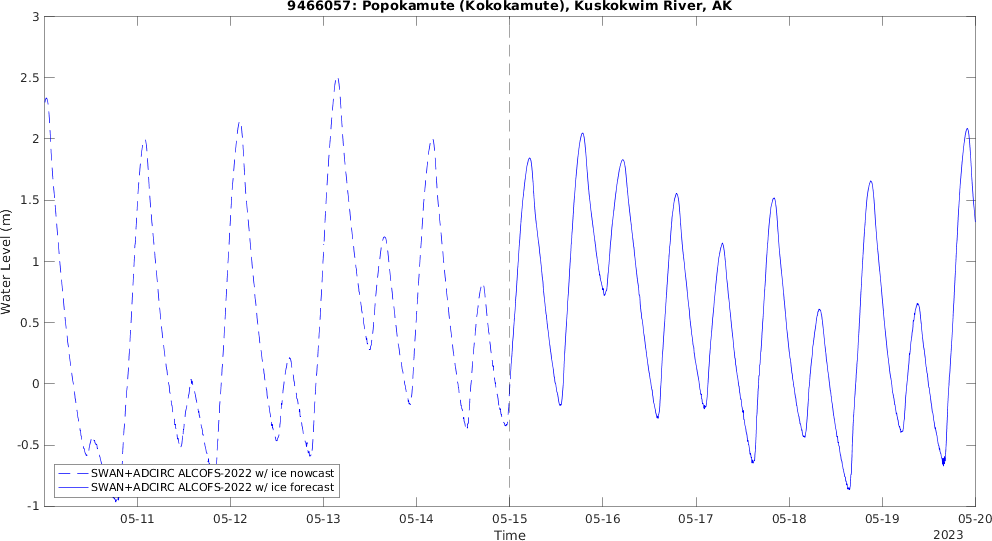 9466057: Popokamute (Kokokamute), Kuskokwim River, AK
3
2.5
2
1.5
1
0.5
0
-0.5
-1
Water Level (m)
SWAN+ADCIRC ALCOFS-2022 w/ ice nowcast
SWAN+ADCIRC ALCOFS-2022 w/ ice forecast
05-11 05-12 05-13 05-14 05-15 05-16 05-17 05-18 05-19 05-20
Time
2023